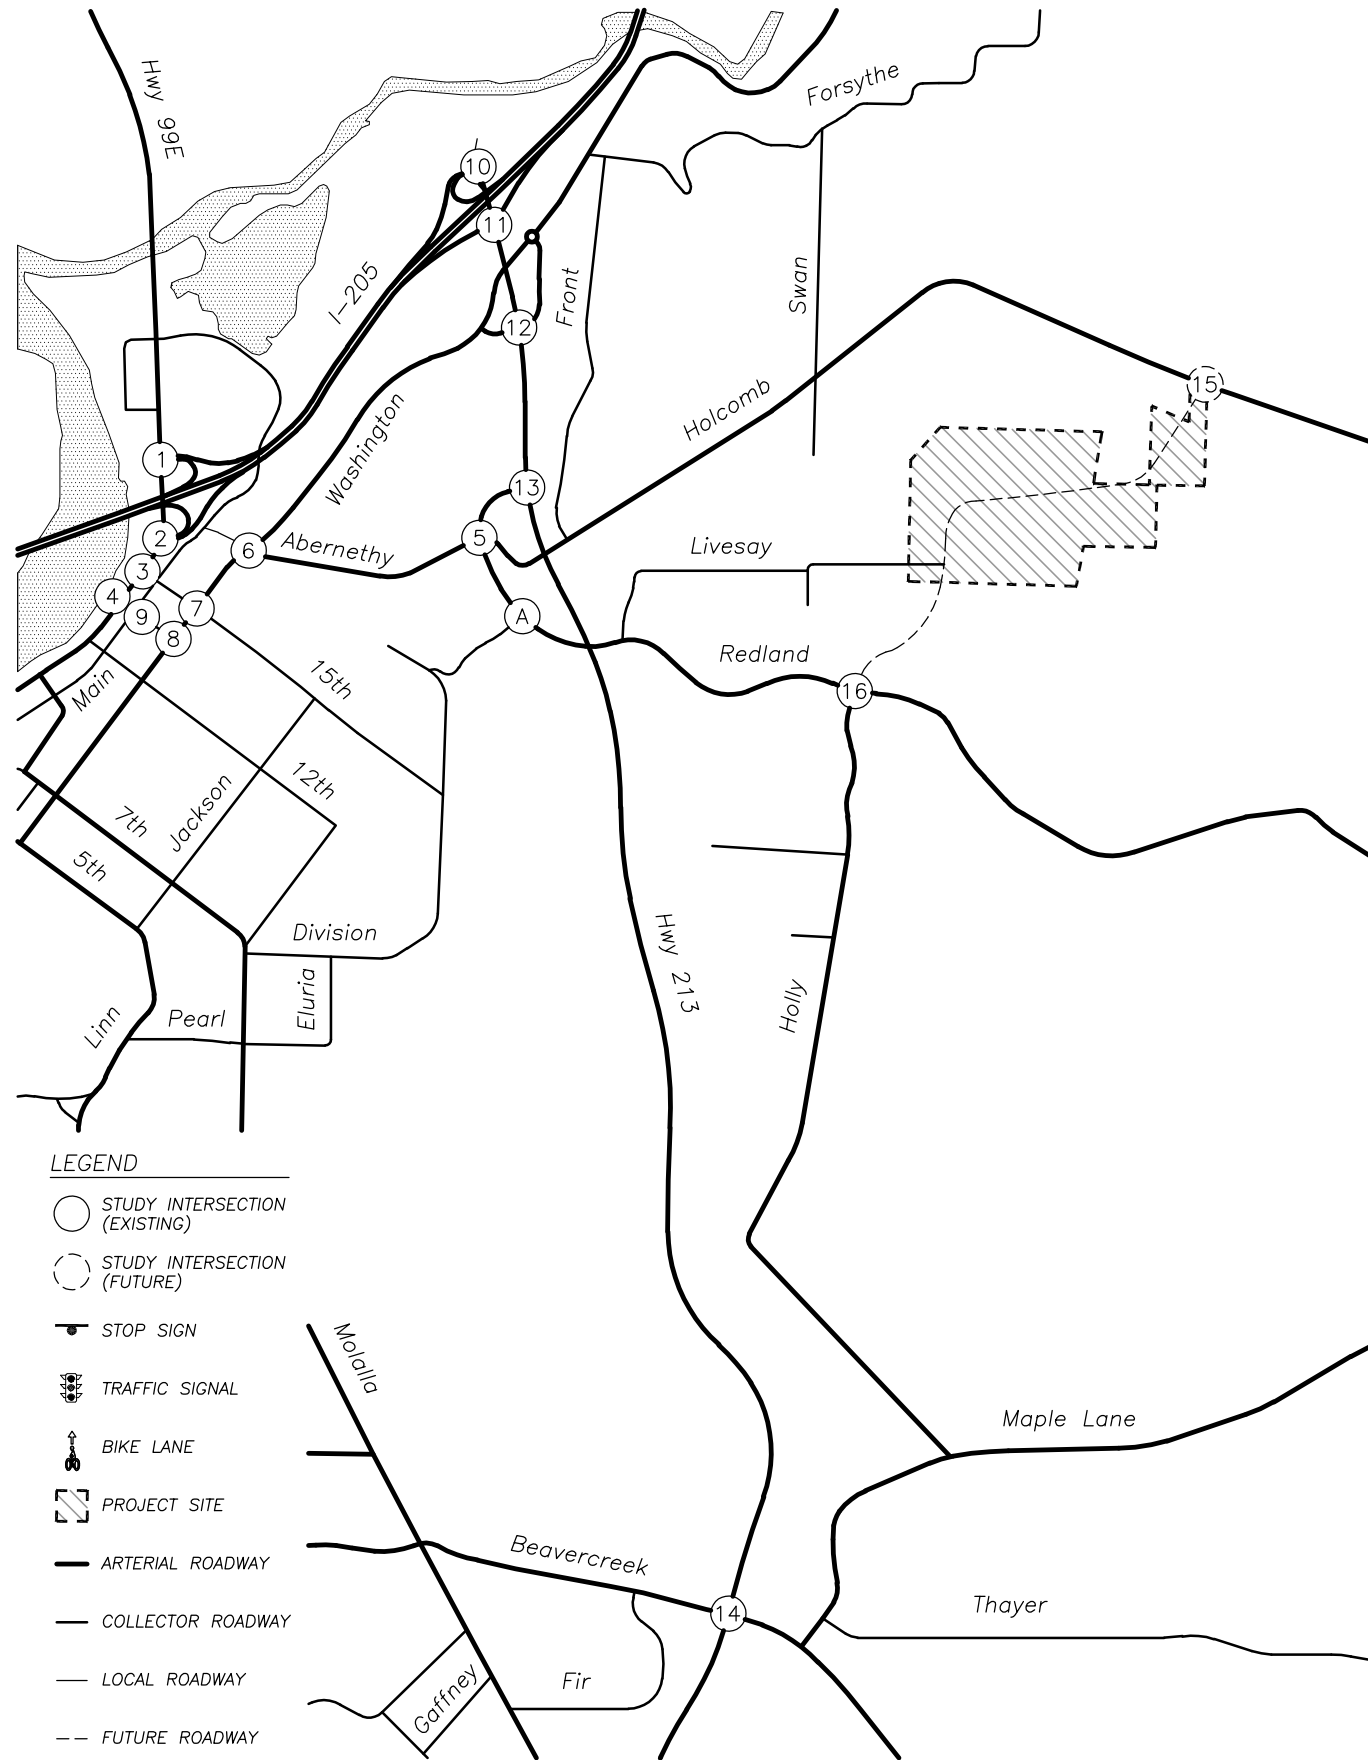 Hwy 99E
Forsythe
10
11
I-205
Front
Swan
12
15
Holcomb
Washington
1
13
2
5
6
Abernethy
Livesay
3
4
9
7
A
8
Redland
15th
Main
16
12th
Jackson
7th
5th
Hwy 213
Division
Eluria
Holly
Linn
Pearl
LEGEND
STUDY INTERSECTION
(EXISTING)
STUDY INTERSECTION
(FUTURE)
STOP SIGN
TRAFFIC SIGNAL
BIKE LANE
PROJECT SITE
ARTERIAL ROADWAY
COLLECTOR ROADWAY
LOCAL ROADWAY
FUTURE ROADWAY
Molalla
Maple Lane
Beavercreek
14
Thayer
Fir
Gaffney